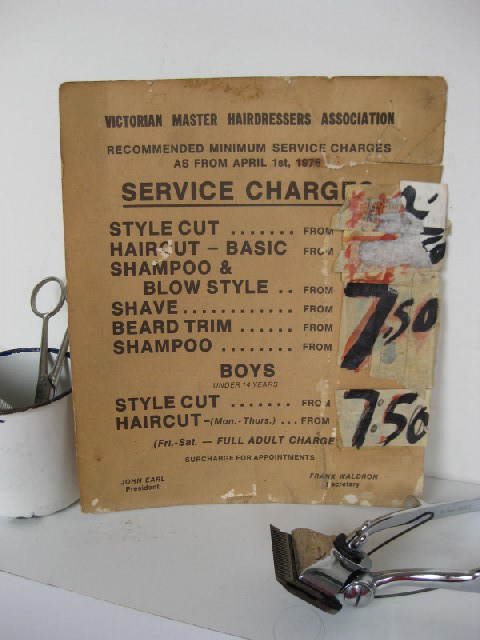 VICTORIAN MASTER HAIRDRESSERS ASSOCIATION
RECOMMENDED MINIMUM SERVICE CHARGES
AS FROM APRIL 1st, 1976
SERVICE CHARGES
STYLE CUT ....... FROM
HAIRCUT – BASIC FROM
SHAMPOO &
BLOW STYLE .. FROM
SHAVE ............ FROM
BEARD TRIM ...... FROM
7.50
SHAMPOO ........ FROM
BOYS
UNDER 14 YEARS
STYLE CUT ....... FROM
HAIRCUT -(Mon.- Thurs.) ... FROM
7.50
(Fri.-Sat. — FULL ADULT CHARGE
SURCHARGE FOR APPOINTMENTS
JOHN EARL FRANK WALDRON
President Secretary